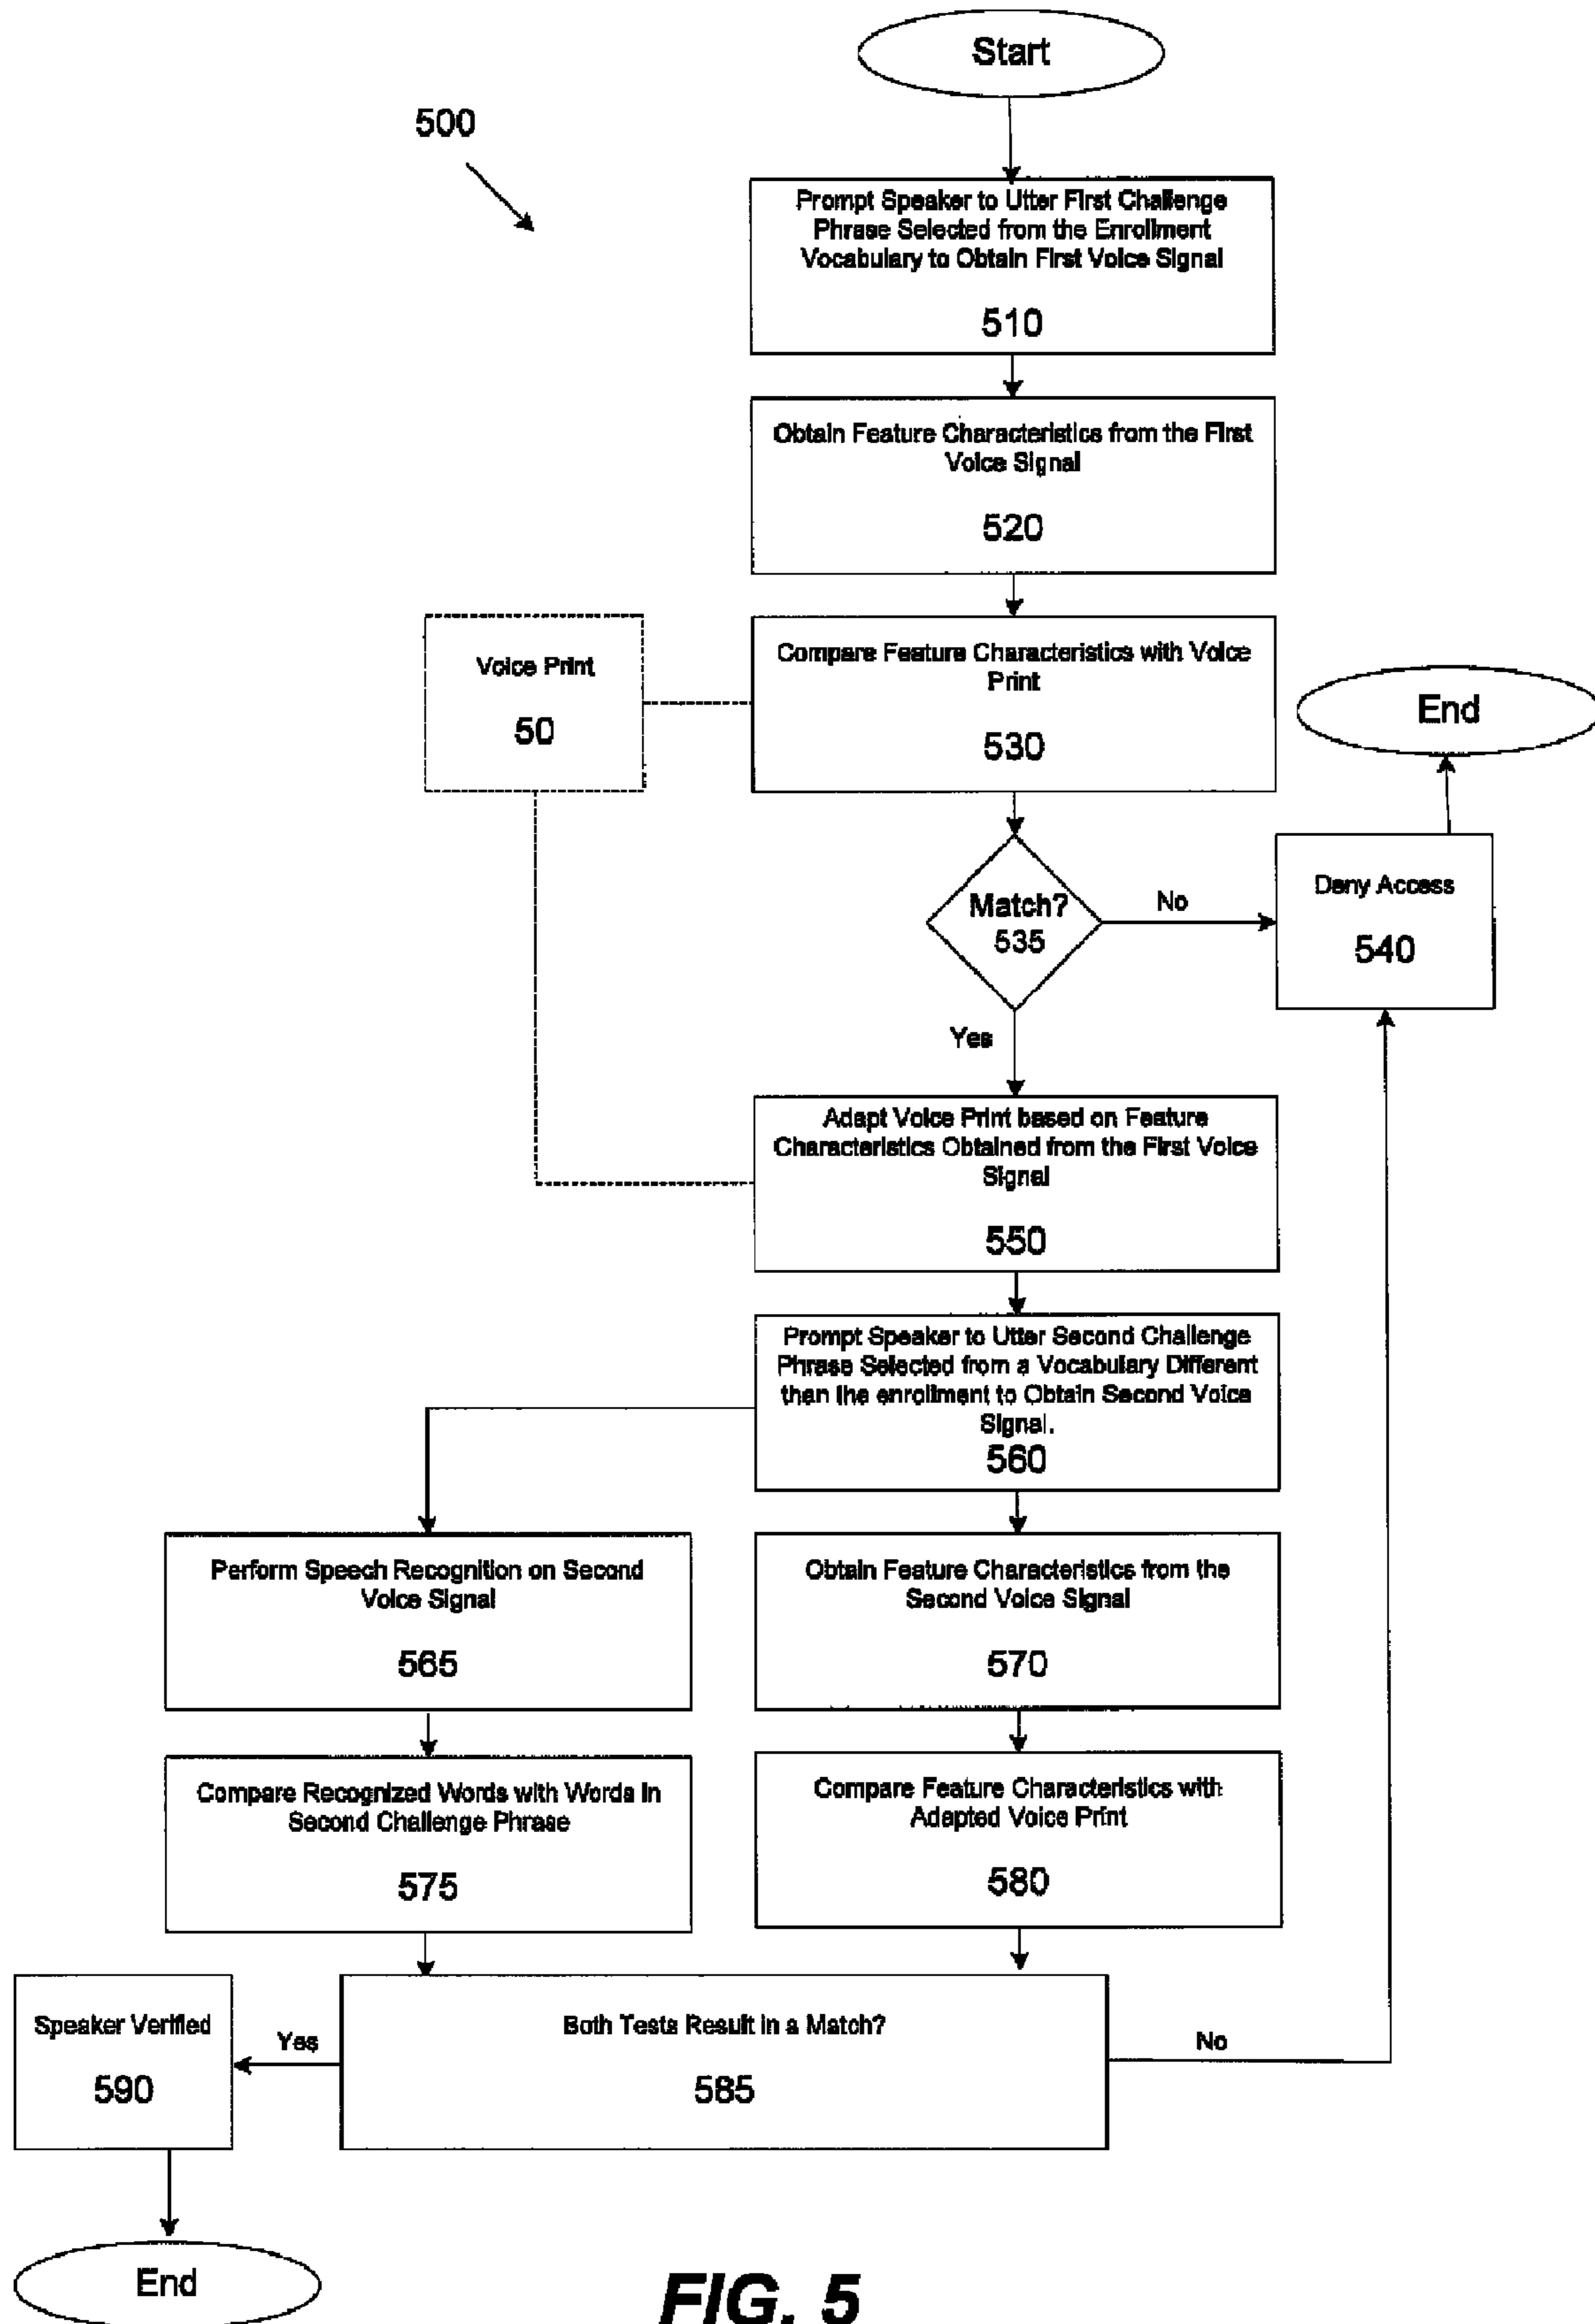 Start
500
Prompt Speaker to Utter First Challenge
Phrase Selected from the Enrollment
Vocabulary to Obtain First Voice Signal
510
Obtain Feature Characteristics from the First
Voice Signal
520
Voice Print
50
Compare Feature Characteristics with Voice
Print
530
End
Match?
535
No
Deny Access
540
Yes
Adapt Voice Print based on Feature
Characteristics Obtained from the First Voice
Signal
550
Prompt Speaker to Utter Second Challenge
Phrase Selected from a Vocabulary Different
than the enrollment to Obtain Second Voice
Signal.
560
Perform Speech Recognition on Second
Voice Signal
565
Obtain Feature Characteristics from the
Second Voice Signal
570
Compare Recognized Words with Words in
Second Challenge Phrase
575
Compare Feature Characteristics with
Adapted Voice Print
580
Speaker Verified
590
Yes
Both Tests Result in a Match?
585
No
End
FIG. 5